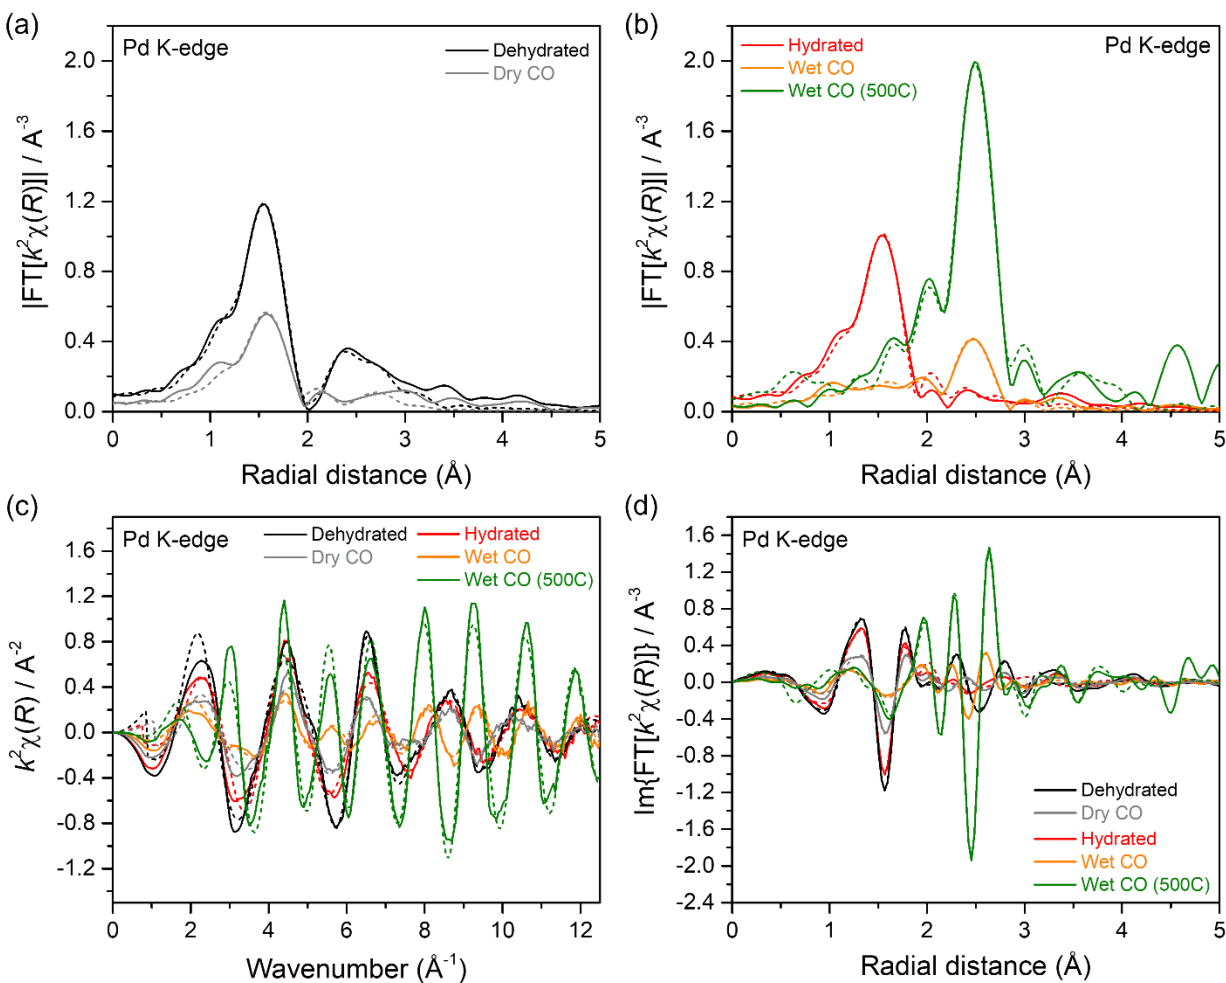 (a)
Pd K-edge
Dehydrated
Dry CO
|FT[k²χ(R)]| / A⁻³
2.0
1.6
1.2
0.8
0.4
0.0
0 1 2 3 4 5
Radial distance (Å)
(b)
Hydrated
Wet CO
Wet CO (500C)
Pd K-edge
|FT[k²χ(R)]| / A⁻³
2.0
1.6
1.2
0.8
0.4
0.0
0 1 2 3 4 5
Radial distance (Å)
(c)
Pd K-edge
Dehydrated
Dry CO
Hydrated
Wet CO
Wet CO (500C)
k²χ(R) / A⁻²
1.6
1.2
0.8
0.4
0.0
-0.4
-0.8
-1.2
0 2 4 6 8 10 12
Wavenumber (Å⁻¹)
(d)
Pd K-edge
Im{FT[k²χ(R)]} / A⁻³
1.6
1.2
0.8
0.4
0.0
-0.4
-0.8
-1.2
-1.6
-2.0
-2.4
Dehydrated
Dry CO
Hydrated
Wet CO
Wet CO (500C)
0 1 2 3 4 5
Radial distance (Å)